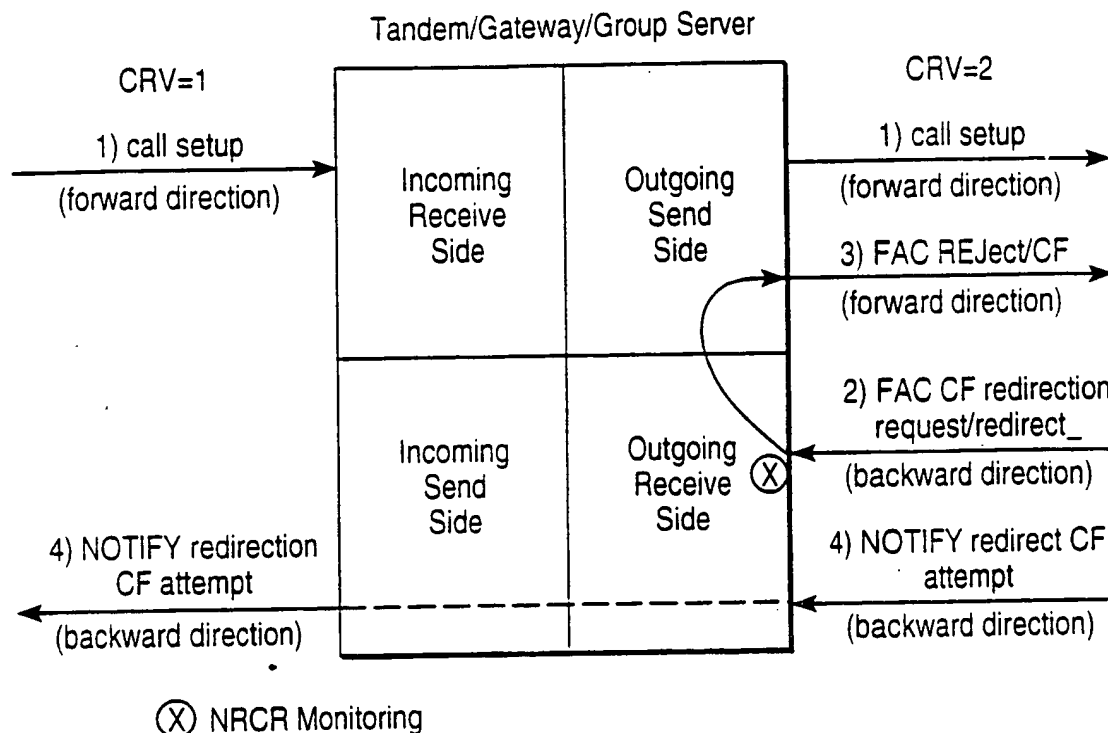 Tandem/Gateway/Group Server
CRV=1
CRV=2
1) call setup
(forward direction)
1) call setup
(forward direction)
Incoming
Receive
Side
Outgoing
Send
Side
3) FAC REJect/CF
(forward direction)
2) FAC CF redirection
request/redirect_
(backward direction)
Incoming
Send
Side
Outgoing
Receive
Side
X
4) NOTIFY redirection
CF attempt
(backward direction)
4) NOTIFY redirect CF
attempt
(backward direction)
X NRCR Monitoring